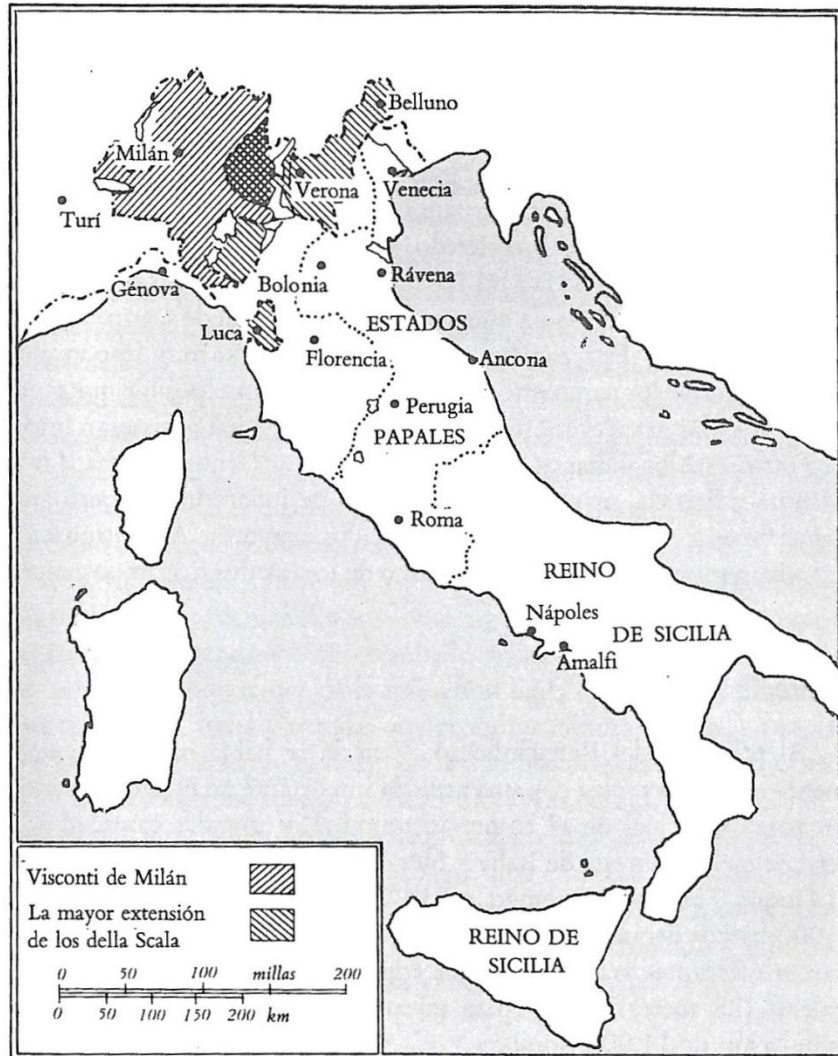 Belluno
Milán
Verona
Venecia
Turí
Génova
Bolonia
Rávena
ESTADOS
Luca
Florencia
Ancona
Perugia
PAPALES
Roma
REINO
DE SICILIA
Nápoles
Amalfi
REINO DE
SICILIA
Visconti de Milán
La mayor extensión
de los della Scala
0 50 100 millas 200
0 50 100 150 200 km